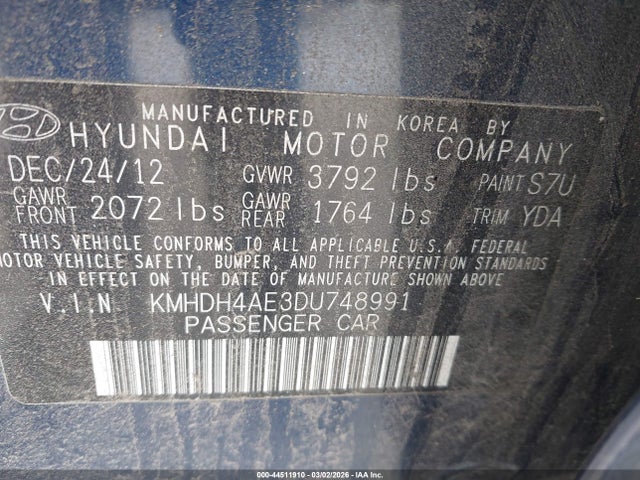 MANUFACTURED IN KOREA BY
HYUNDAI MOTOR COMPANY
DEC/24/12 GVWR 3792 lbs PAINT S7U
GAWR FRONT 2072 lbs GAWR REAR 1764 lbs TRIM YDA
THIS VEHICLE CONFORMS TO ALL APPLICABLE U.S.A. FEDERAL
MOTOR VEHICLE SAFETY, BUMPER, AND THEFT PREVENTION STANDARDS
IN EFFECT ON THE DATE OF MANUFACTURE SHOWN ABOVE
V.I.N KMHDH4AE3DU748991
PASSENGER CAR
000-44511910 - 03/02/2026 - IAA Inc.